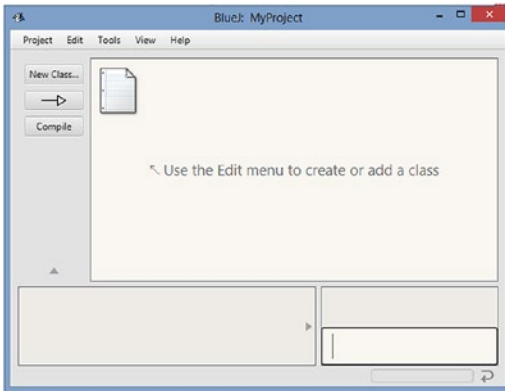 BlueJ: MyProject
Project Edit Tools View Help
New Class...
Compile
Use the Edit menu to create or add a class